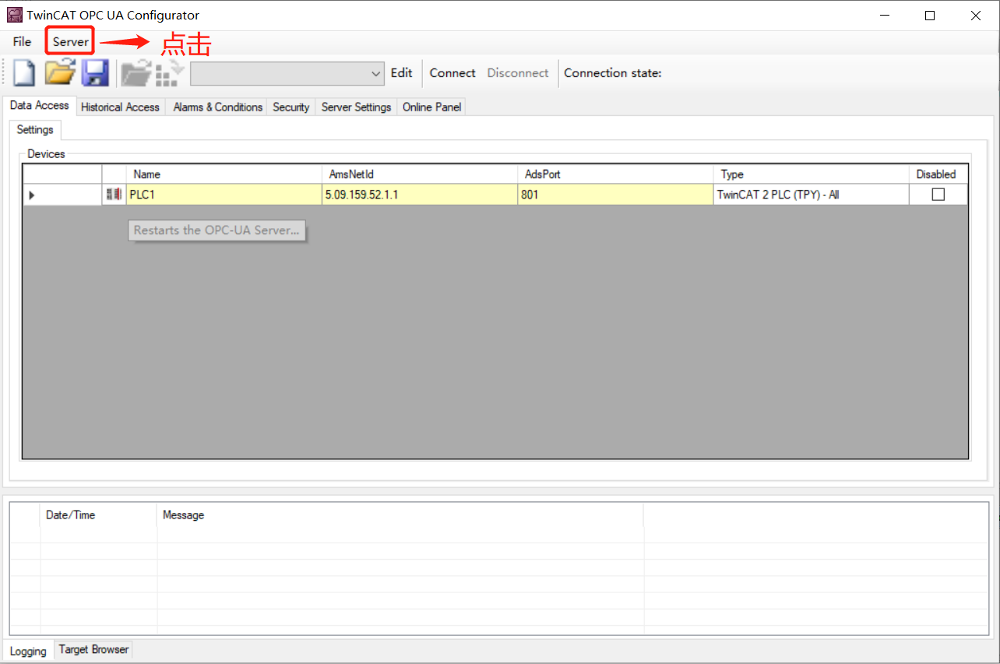 TwinCAT OPC UA Configurator
File Server 点击
Edit Connect Disconnect Connection state:
Data Access Historical Access Alarms & Conditions Security Server Settings Online Panel
Settings
Devices
Name AmsNetId AdsPort Type Disabled
PLC1 5.09.159.52.1.1 801 TwinCAT 2 PLC (TPY) - All
Restarts the OPC-UA Server...
Date/Time Message
Logging Target Browser